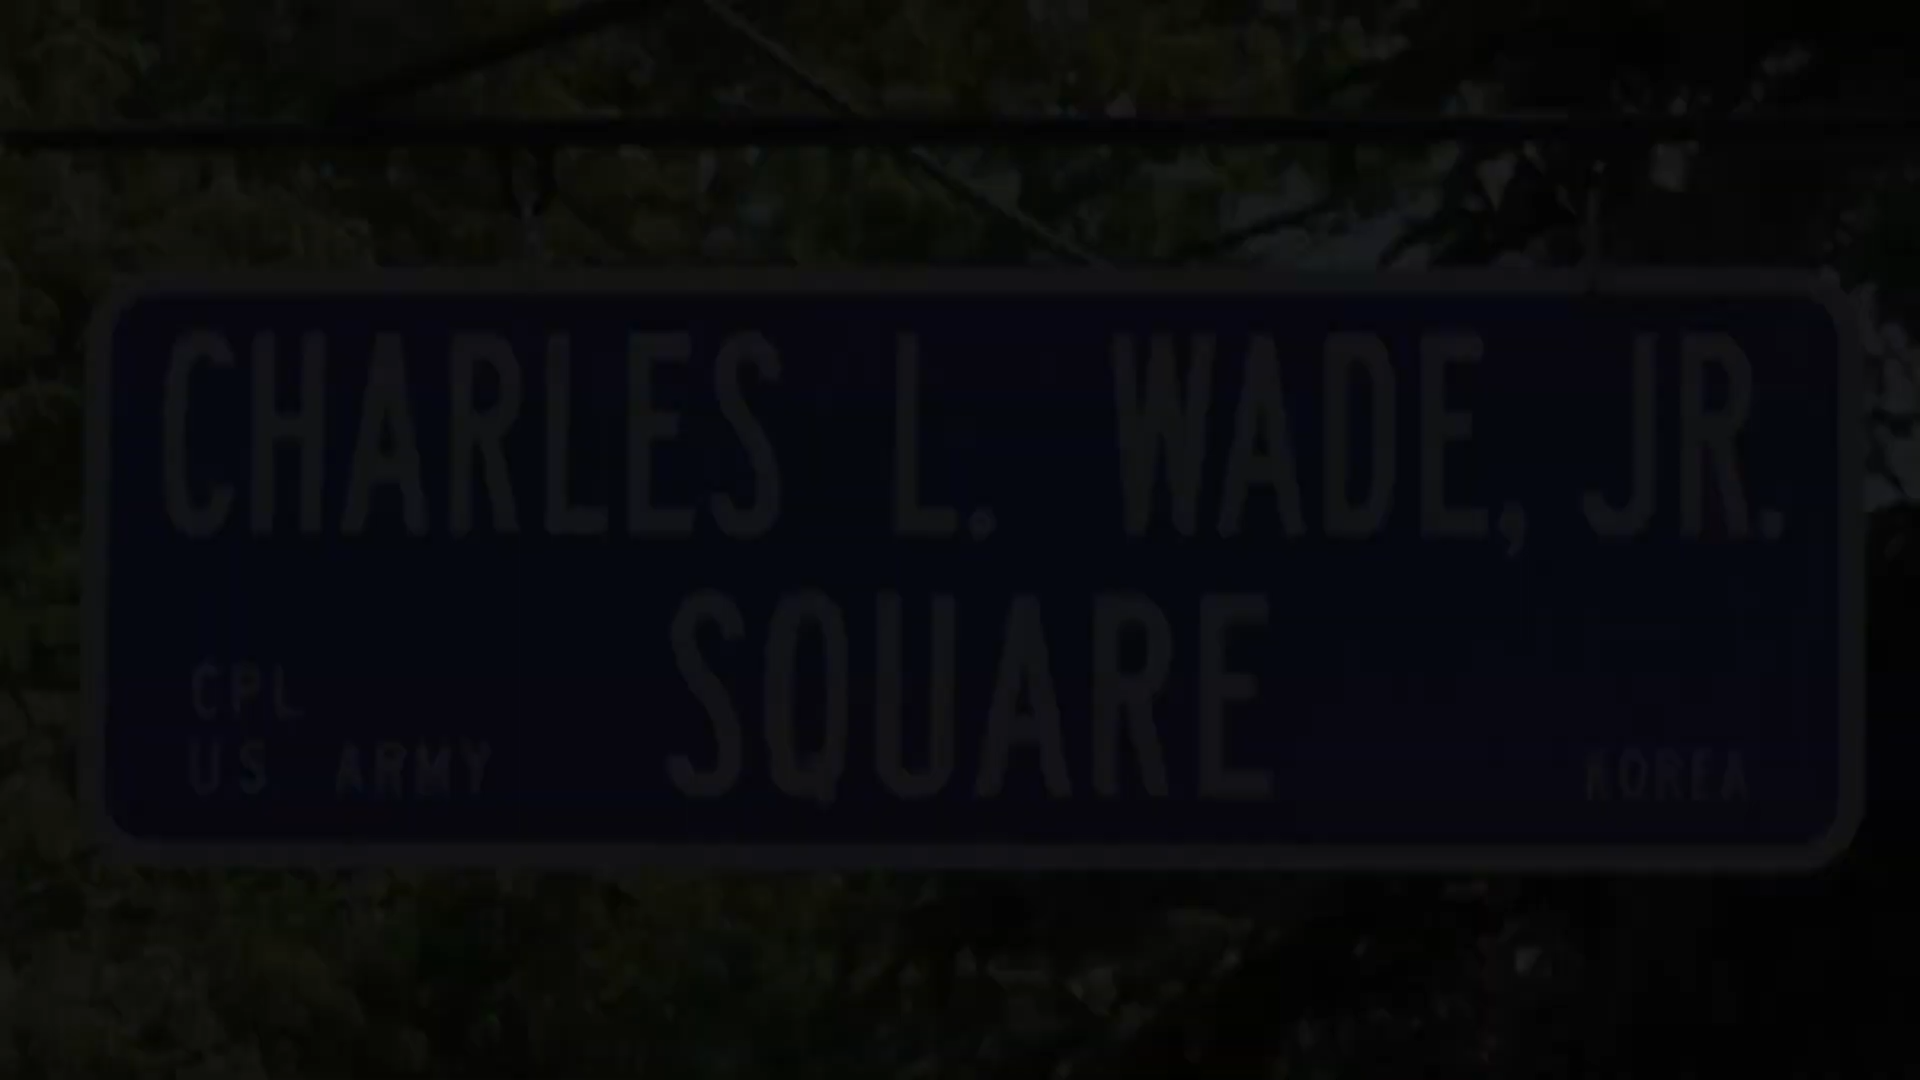 CHARLES L. WADE, JR.
SQUARE
CPL
US ARMY
KOREA